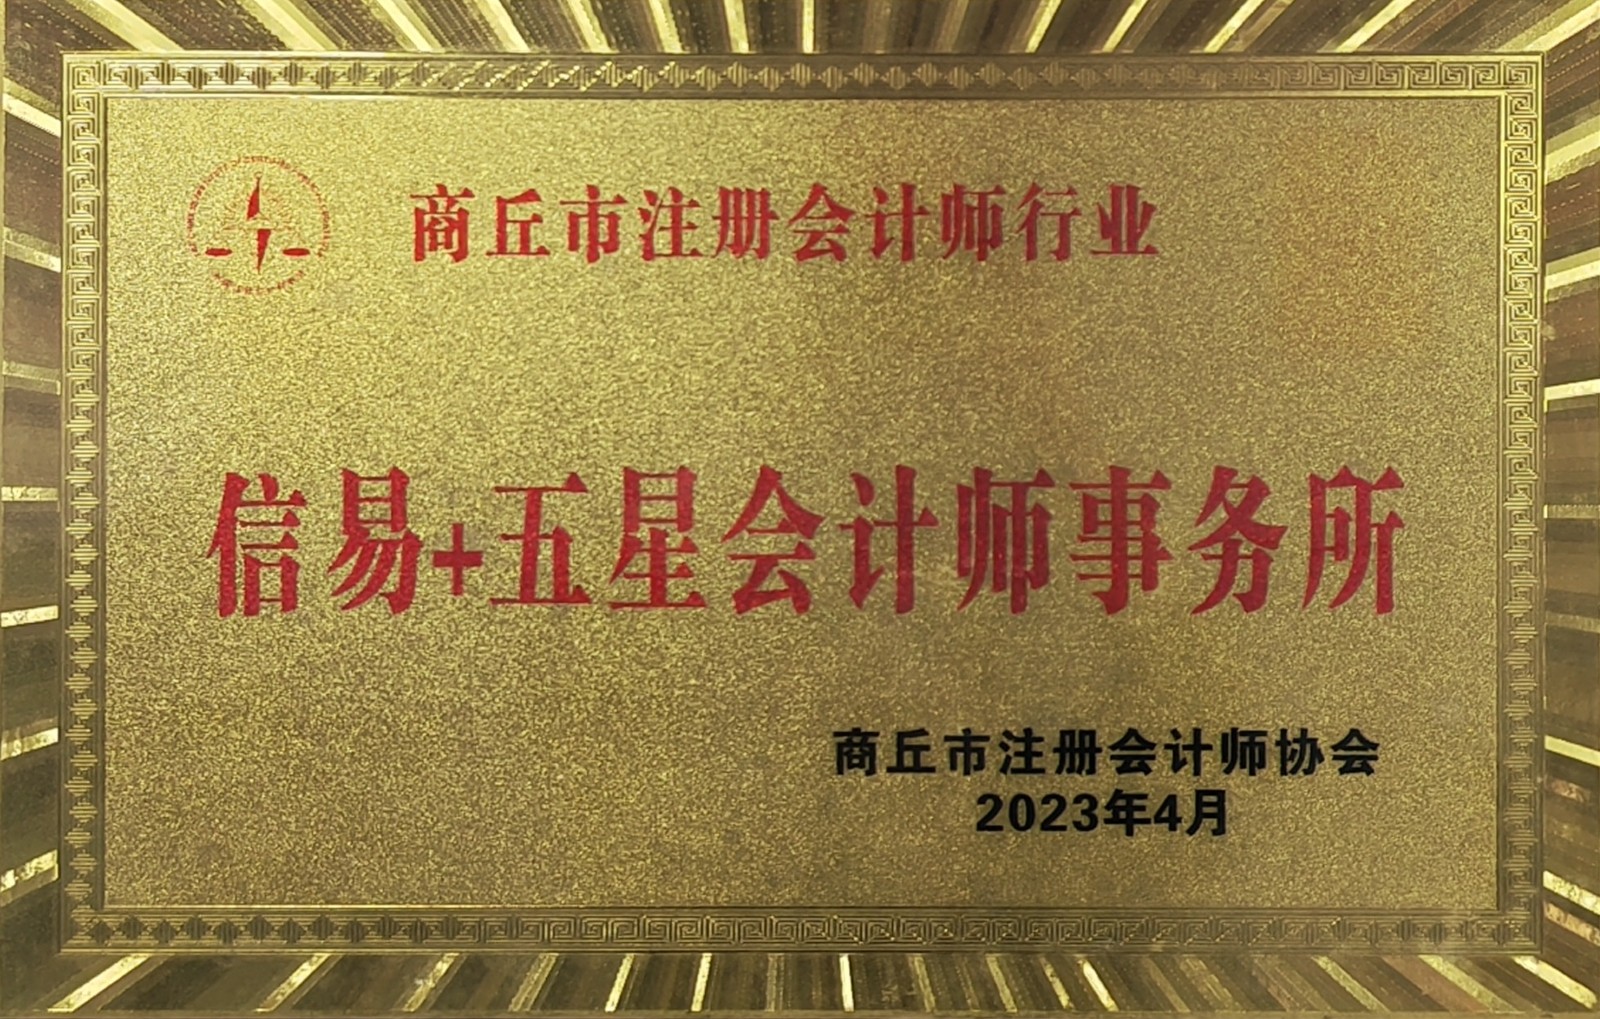 商丘市注册会计师行业
信易+五星会计师事务所
商丘市注册会计师协会
2023年4月